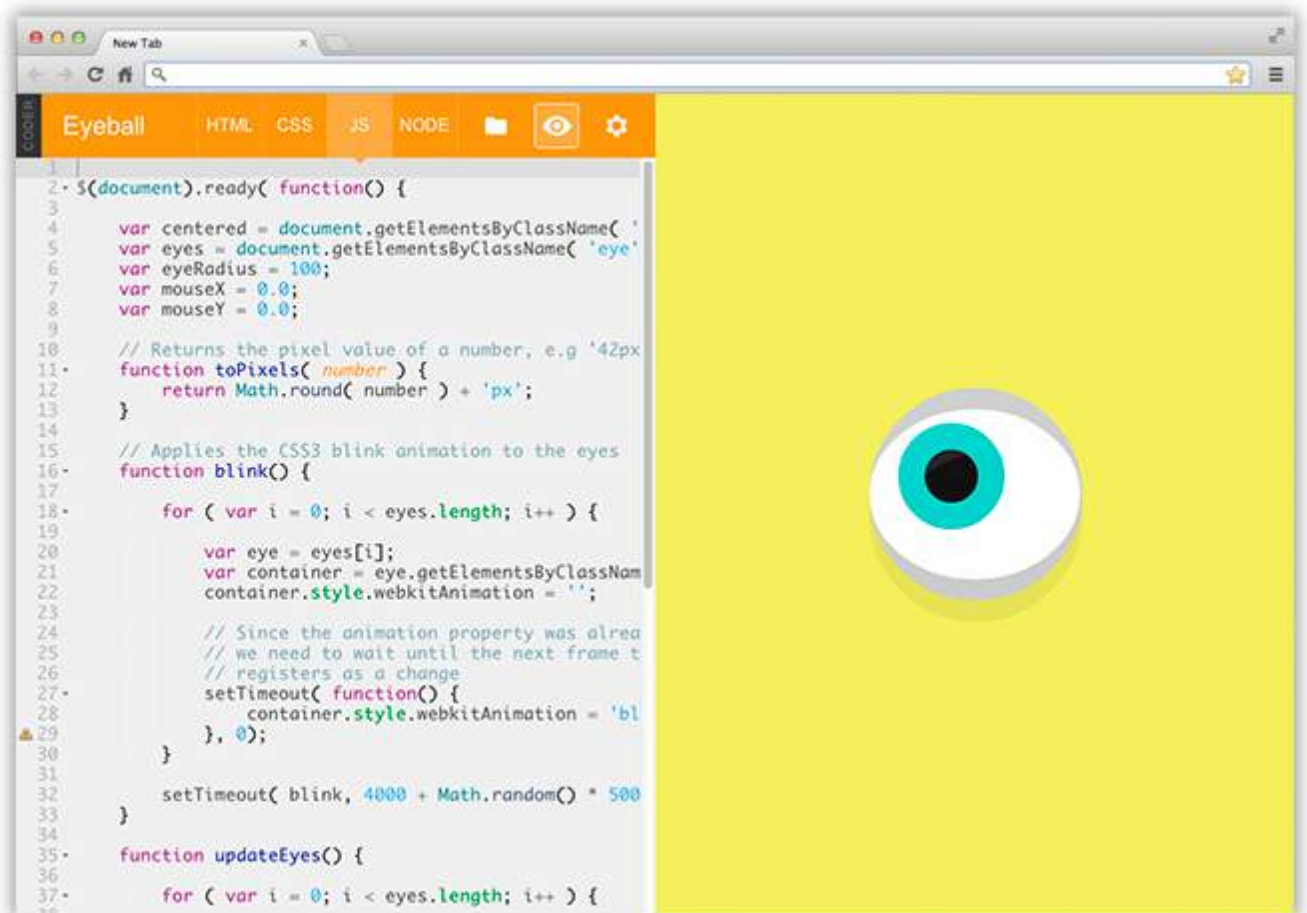 New Tab
CODER
Eyeball HTML CSS JS NODE
1
2 $(document).ready( function() {
3
4 var centered = document.getElementsByClassName( '
5 var eyes = document.getElementsByClassName( 'eye'
6 var eyeRadius = 100;
7 var mouseX = 0.0;
8 var mouseY = 0.0;
9
10 // Returns the pixel value of a number, e.g '42px
11 function toPixels( number ) {
12 return Math.round( number ) + 'px';
13 }
14
15 // Applies the CSS3 blink animation to the eyes
16 function blink() {
17
18 for ( var i = 0; i < eyes.length; i++ ) {
19
20 var eye = eyes[i];
21 var container = eye.getElementsByClassNam
22 container.style.webkitAnimation = '';
23
24 // Since the animation property was alrea
25 // we need to wait until the next frame t
26 // registers as a change
27 setTimeout( function() {
28 container.style.webkitAnimation = 'bl
29 }, 0);
30 }
31
32 setTimeout( blink, 4000 + Math.random() * 500
33 }
34
35 function updateEyes() {
36
37 for ( var i = 0; i < eyes.length; i++ ) {